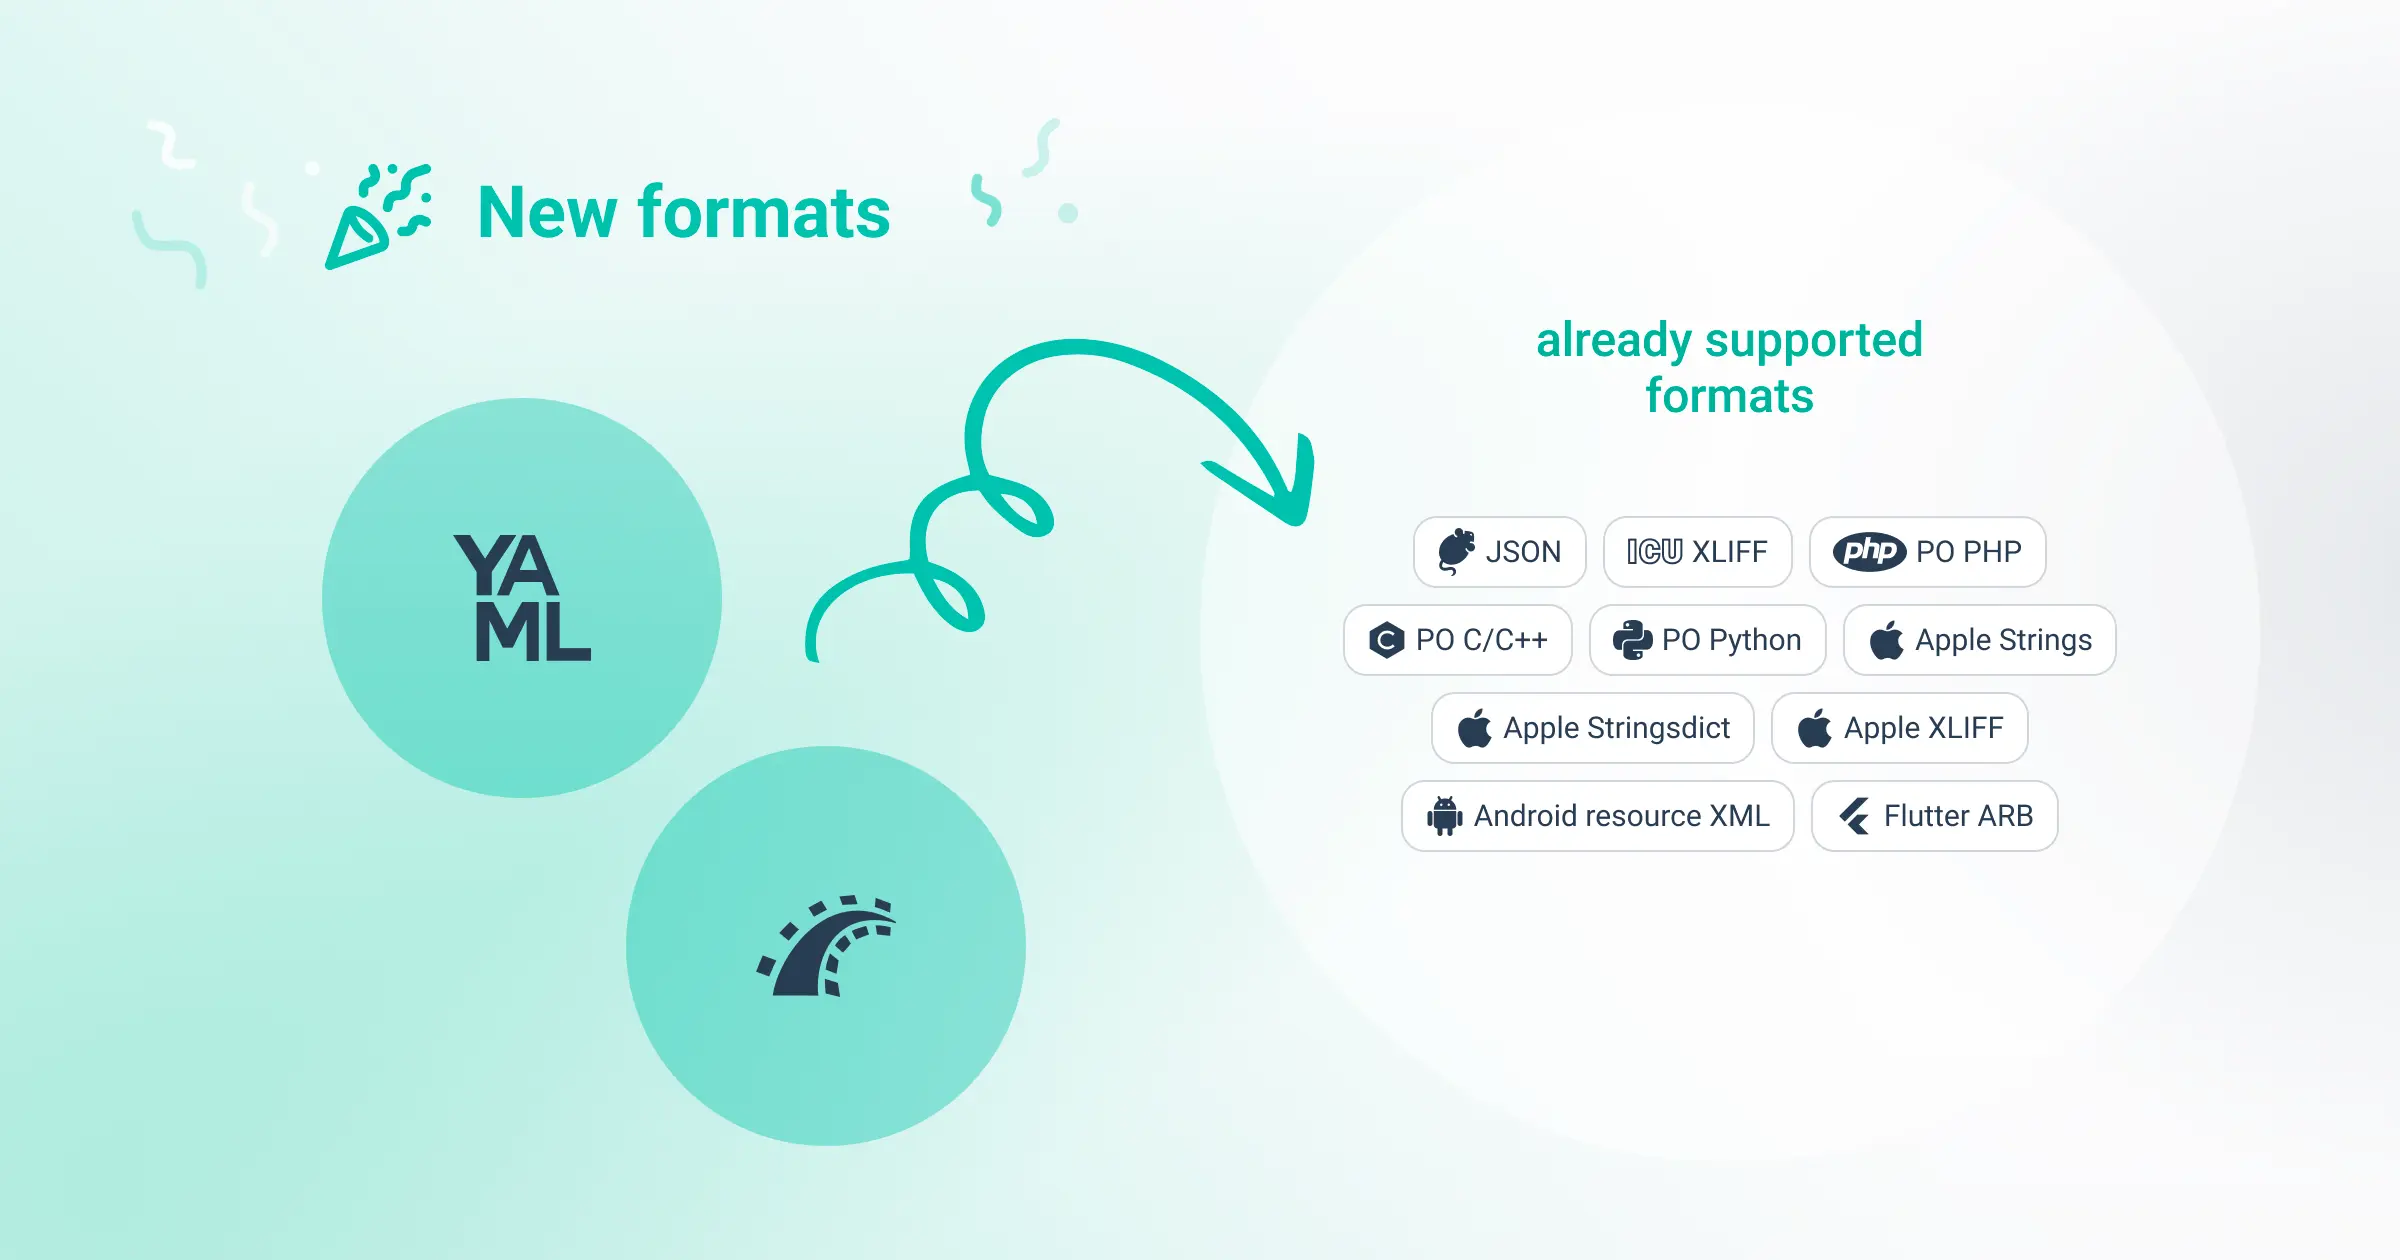 New formats
YA
ML
already supported
formats
JSON
ICU XLIFF
php PO PHP
C PO C/C++
PO Python
Apple Strings
Apple Stringsdict
Apple XLIFF
Android resource XML
Flutter ARB